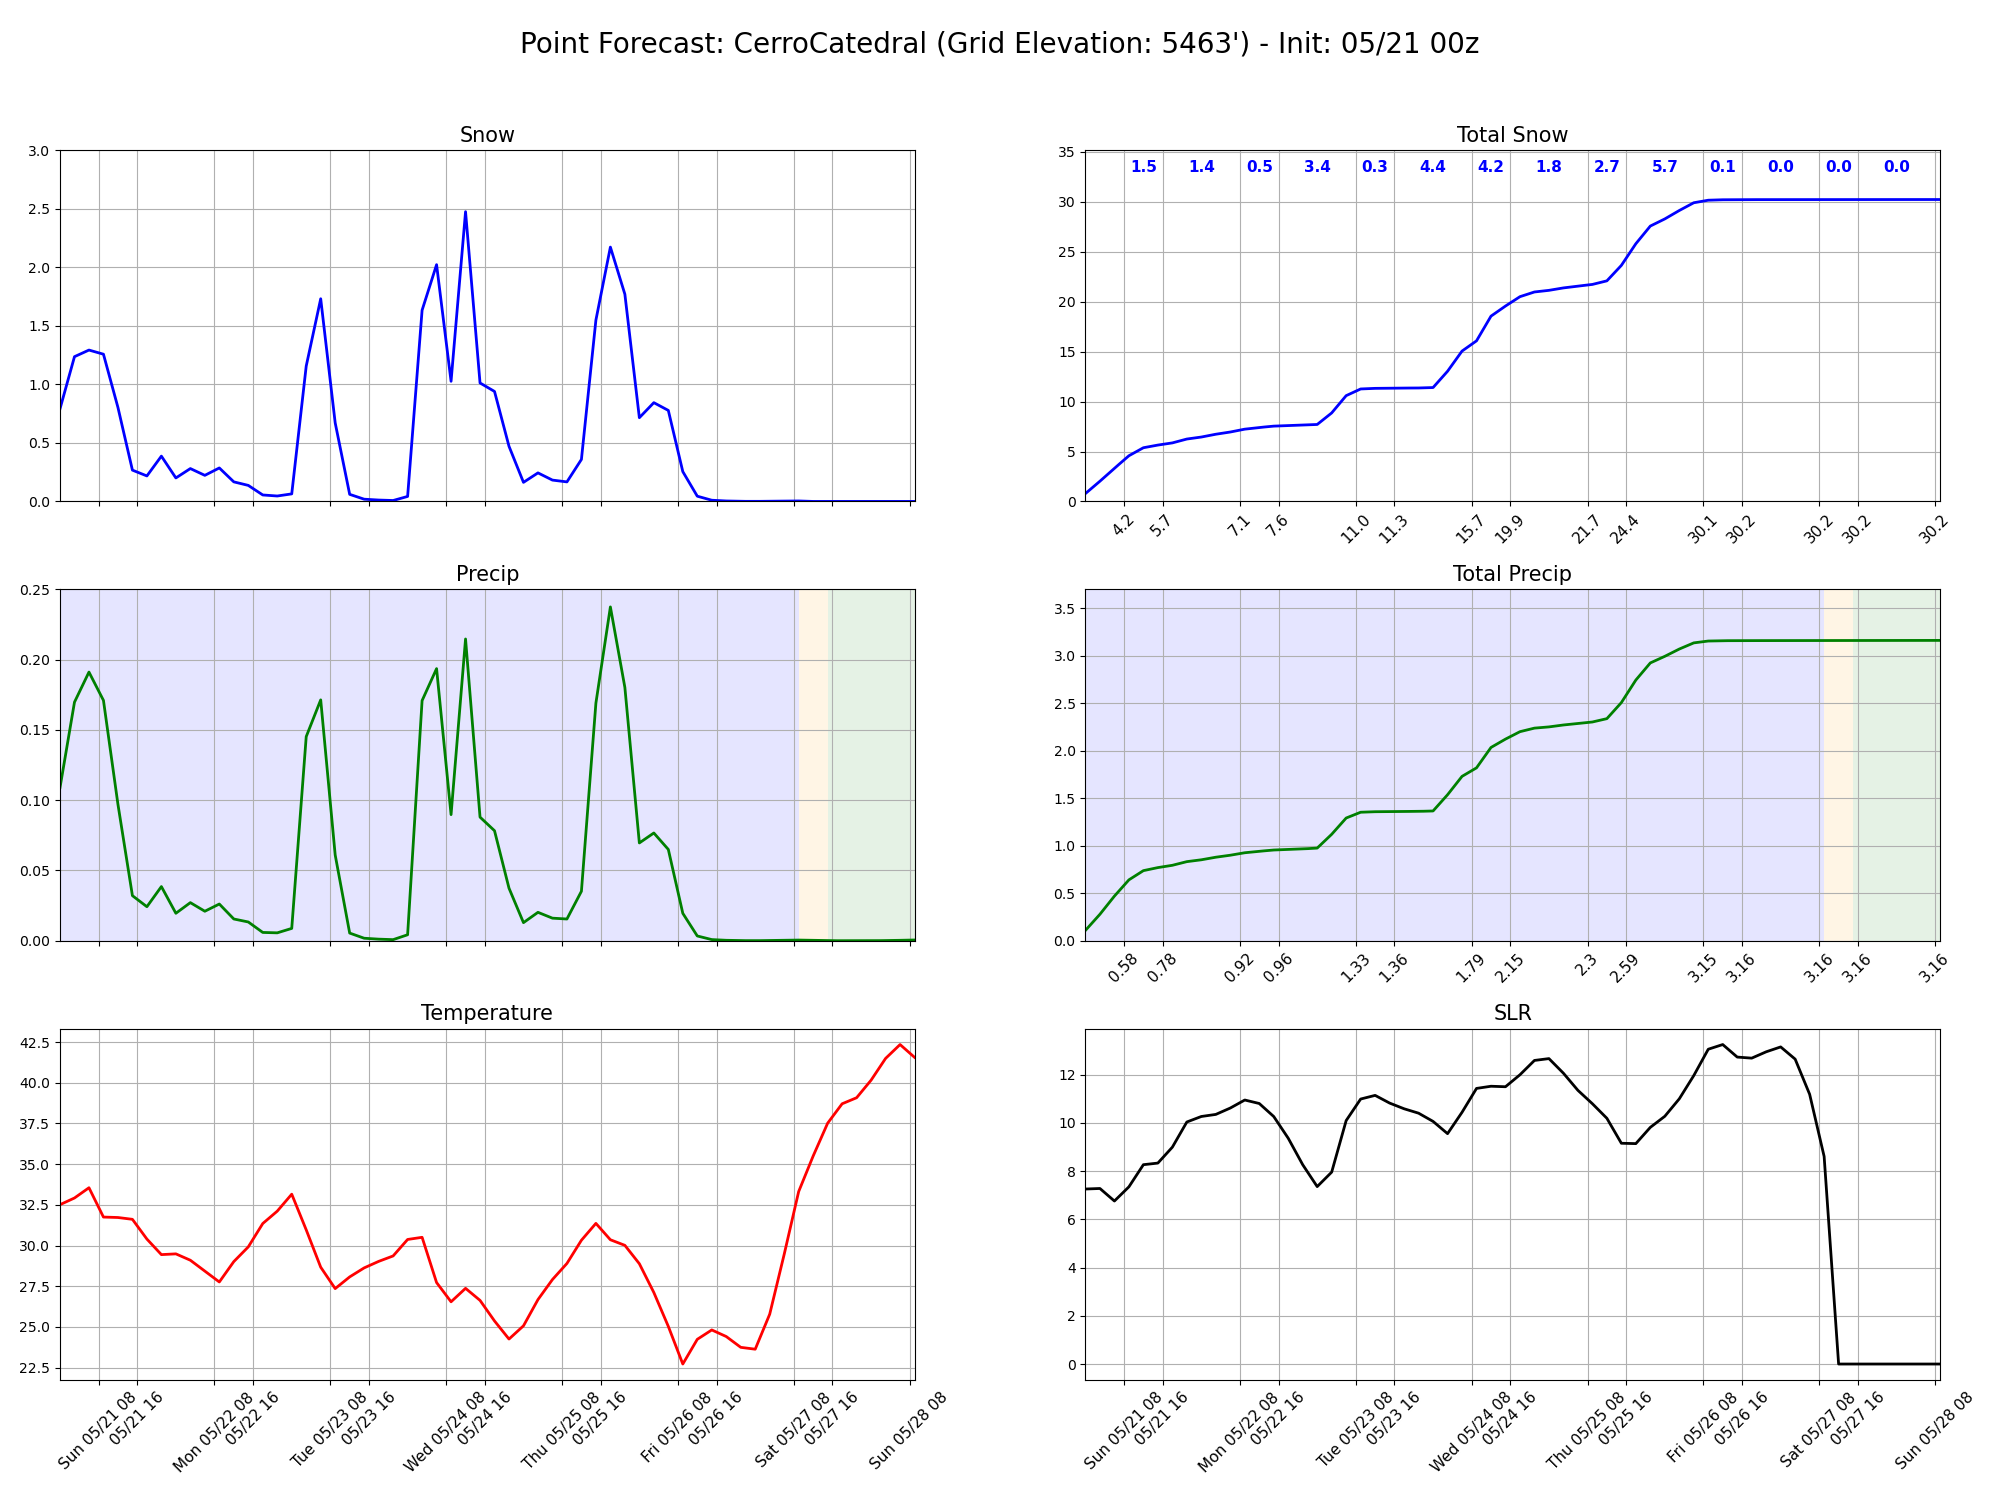 Point Forecast: CerroCatedral (Grid Elevation: 5463') - Init: 05/21 00z
Snow
3.0
2.5
2.0
1.5
1.0
0.5
0.0
Total Snow
35
30
25
20
15
10
5
0
1.5 1.4 0.5 3.4 0.3 4.4 4.2 1.8 2.7 5.7 0.1 0.0 0.0 0.0
4.2 5.7 7.1 7.6 11.0 11.3 15.7 19.9 21.7 24.4 30.1 30.2 30.2 30.2 30.2
Precip
0.25
0.20
0.15
0.10
0.05
0.00
Total Precip
3.5
3.0
2.5
2.0
1.5
1.0
0.5
0.0
0.58 0.78 0.92 0.96 1.33 1.36 1.79 2.15 2.3 2.59 3.15 3.16 3.16 3.16 3.16
Temperature
42.5
40.0
37.5
35.0
32.5
30.0
27.5
25.0
22.5
Sun 05/21 08
05/21 16
Mon 05/22 08
05/22 16
Tue 05/23 08
05/23 16
Wed 05/24 08
05/24 16
Thu 05/25 08
05/25 16
Fri 05/26 08
05/26 16
Sat 05/27 08
05/27 16
Sun 05/28 08
SLR
12
10
8
6
4
2
0
Sun 05/21 08
05/21 16
Mon 05/22 08
05/22 16
Tue 05/23 08
05/23 16
Wed 05/24 08
05/24 16
Thu 05/25 08
05/25 16
Fri 05/26 08
05/26 16
Sat 05/27 08
05/27 16
Sun 05/28 08